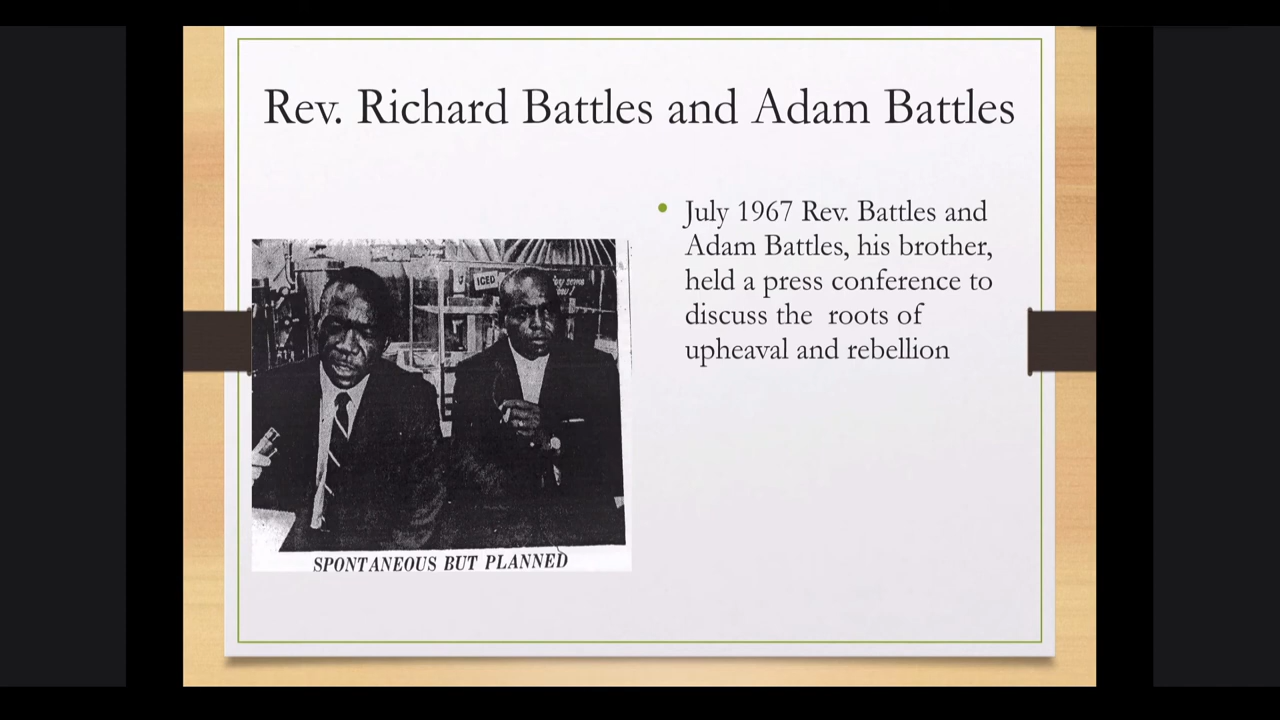 Rev. Richard Battles and Adam Battles
• July 1967 Rev. Battles and
Adam Battles, his brother,
held a press conference to
discuss the  roots of
upheaval and rebellion
ICED
SPONTANEOUS BUT PLANNED